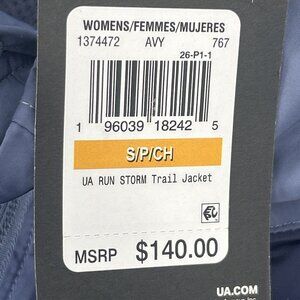 WOMENS/FEMMES/MUJERES
1374472 AVY 767
26-P1-1
1 96039 18242 5
S/P/CH
UA RUN STORM Trail Jacket
MSRP $140.00
UA.COM